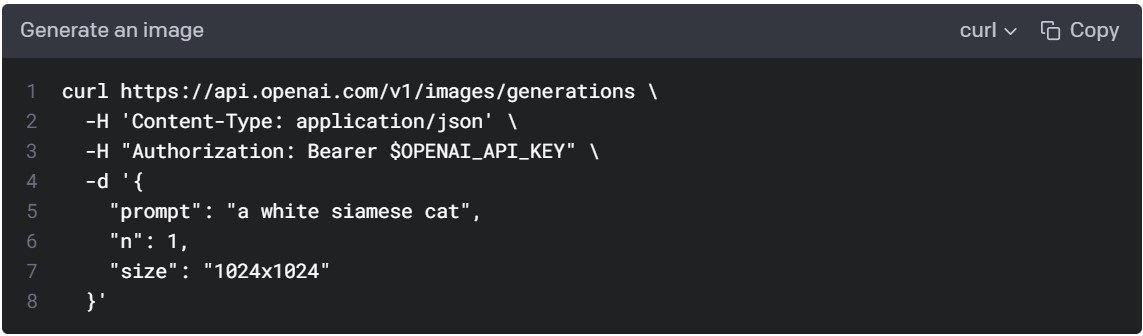 Generate an image curl Copy
1 curl https://api.openai.com/v1/images/generations \
2 -H 'Content-Type: application/json' \
3 -H "Authorization: Bearer $OPENAI_API_KEY" \
4 -d '{
5 "prompt": "a white siamese cat",
6 "n": 1,
7 "size": "1024x1024"
8 }'